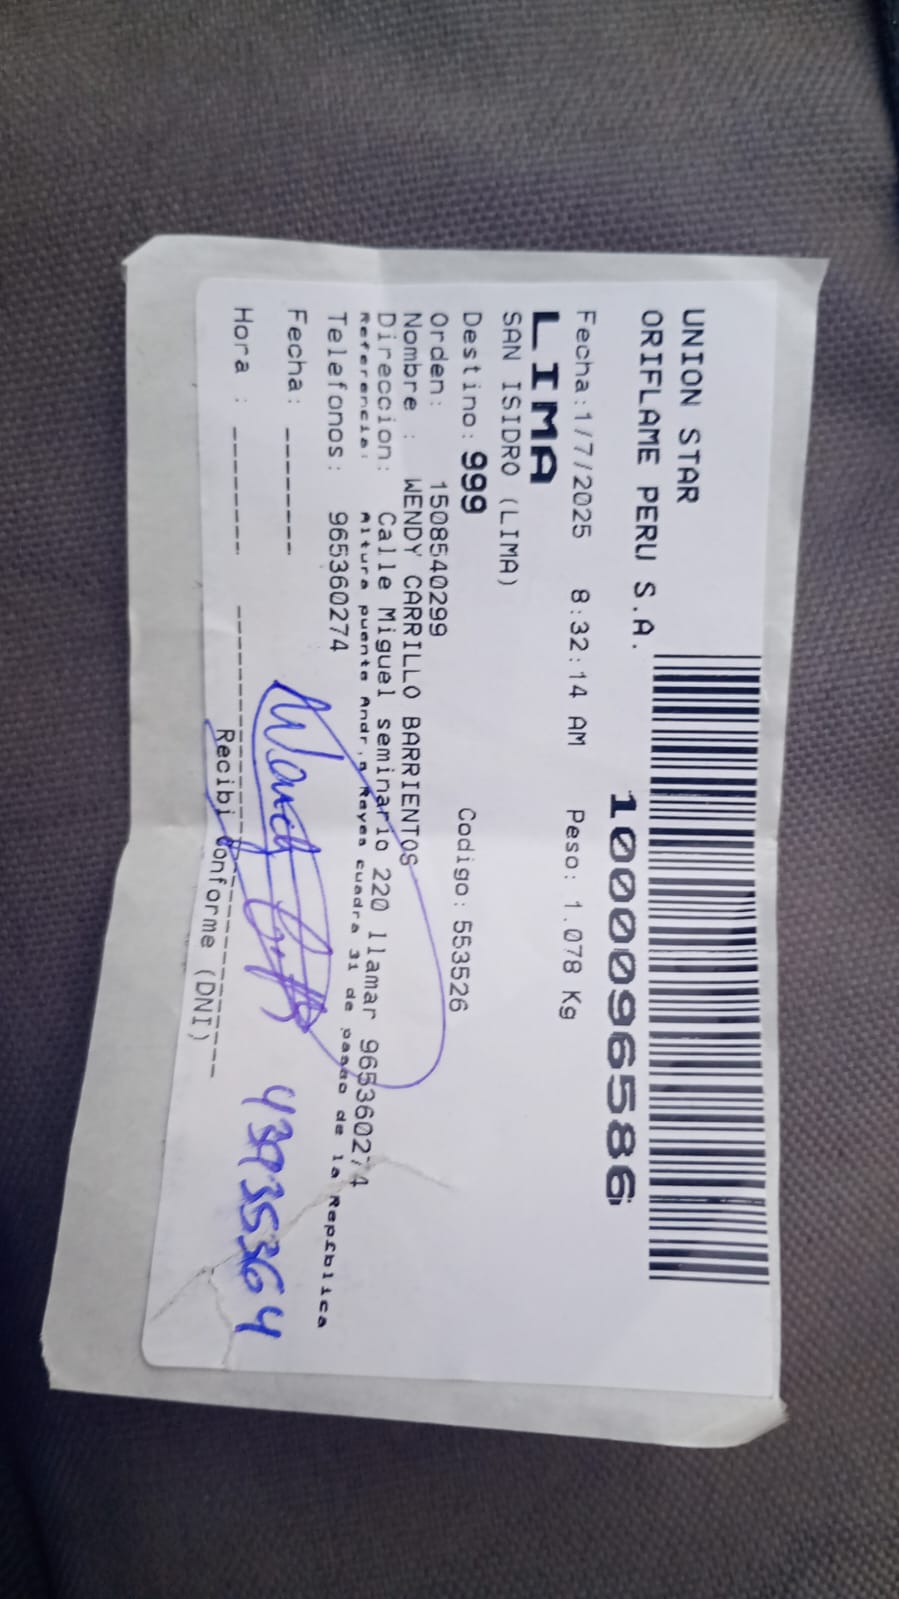 UNION STAR
ORIFLAME PERU S.A.
1000096586
Fecha:1/7/2025 8:32:14 AM Peso: 1.078 Kg
LIMA
SAN ISIDRO (LIMA)
Destino: 999 Codigo: 553526
Orden: 1508540299
Nombre : WENDY CARRILLO BARRIENTOS
Direccion: Calle Miguel seminario 220 llamar 965360274
Referencia: Altura puente Andr,s Reyes cuadra 31 de paseo de la Repfblica
Telefonos: 965360274
Fecha: -------
Hora : -------
43935364
Recibi Conforme (DNI)